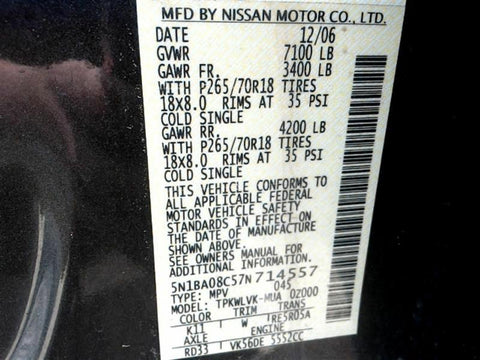 MFD BY NISSAN MOTOR CO., LTD.
DATE 12/06
GVWR 7100 LB
GAWR FR. 3400 LB
WITH P265/70R18 TIRES
18X8.0 RIMS AT 35 PSI
COLD SINGLE
GAWR RR. 4200 LB
WITH P265/70R18 TIRES
18X8.0 RIMS AT 35 PSI
COLD SINGLE
THIS VEHICLE CONFORMS TO
ALL APPLICABLE FEDERAL
MOTOR VEHICLE SAFETY
STANDARDS IN EFFECT ON
THE DATE OF MANUFACTURE
SHOWN ABOVE.
SEE OWNERS MANUAL FOR
ADDITIONAL INFORMATION
5N1BA08C57N714557
TYPE: MPV 045
MODEL: TPKWLVK-MUA 0Z000
COLOR TRIM TRANS
K11 W RE5R05A
AXLE ENGINE
RD33 VK56DE 5552CC